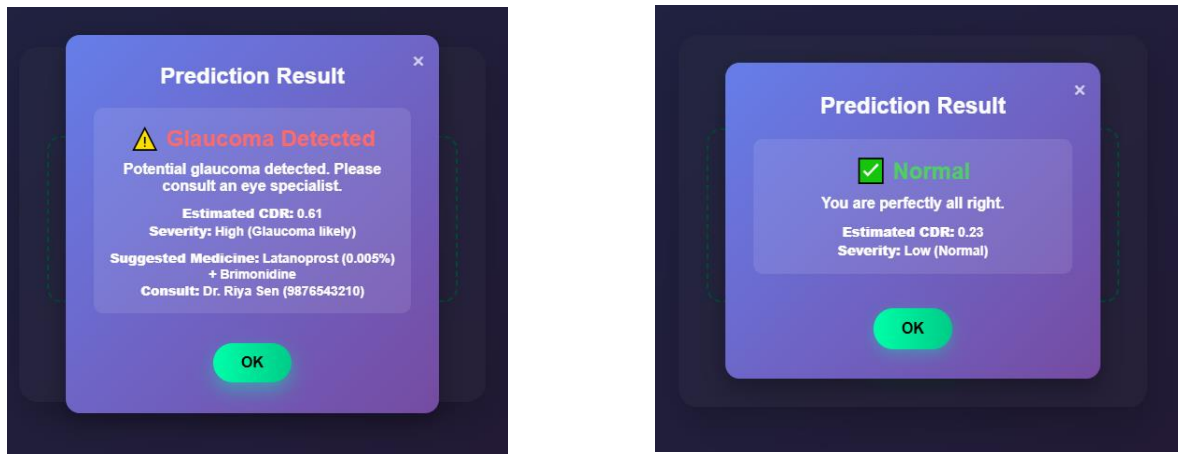 Prediction Result
×
⚠ Glaucoma Detected
Potential glaucoma detected. Please
consult an eye specialist.
Estimated CDR: 0.61
Severity: High (Glaucoma likely)
Suggested Medicine: Latanoprost (0.005%)
+ Brimonidine
Consult: Dr. Riya Sen (9876543210)
OK
Prediction Result
×
✅ Normal
You are perfectly all right.
Estimated CDR: 0.23
Severity: Low (Normal)
OK